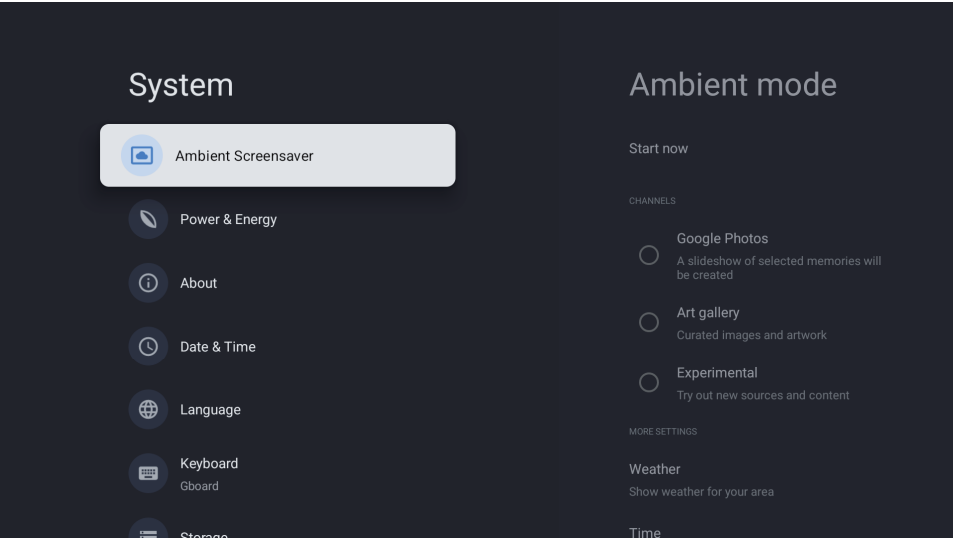 System
Ambient Screensaver
Power & Energy
About
Date & Time
Language
Keyboard
Gboard
Storage
Ambient mode
Start now
CHANNELS
Google Photos
A slideshow of selected memories will
be created
Art gallery
Curated images and artwork
Experimental
Try out new sources and content
MORE SETTINGS
Weather
Show weather for your area
Time